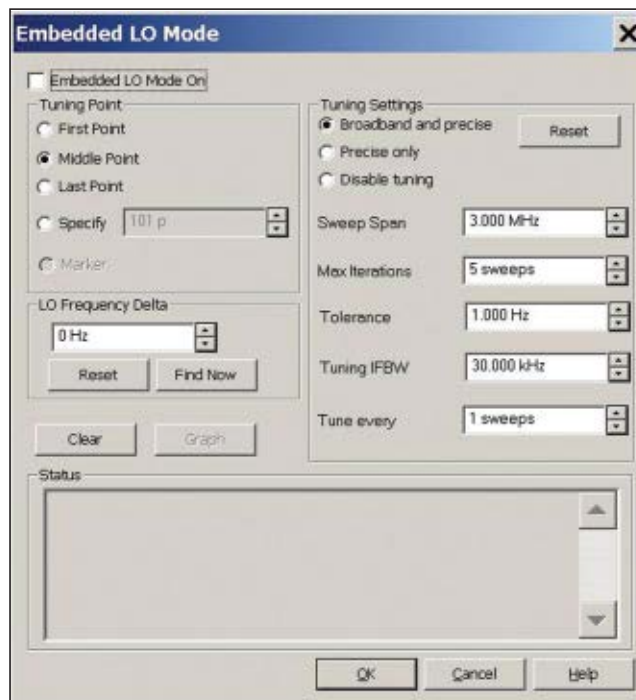 Embedded LO Mode
Embedded LO Mode On
Tuning Point
First Point
Middle Point
Last Point
Specify 101 p
Marker
LO Frequency Delta
0 Hz
Reset Find Now
Clear Graph
Tuning Settings
Broadband and precise Reset
Precise only
Disable tuning
Sweep Span 3.000 MHz
Max Iterations 5 sweeps
Tolerance 1.000 Hz
Tuning IFBW 30.000 kHz
Tune every 1 sweeps
Status
OK Cancel Help